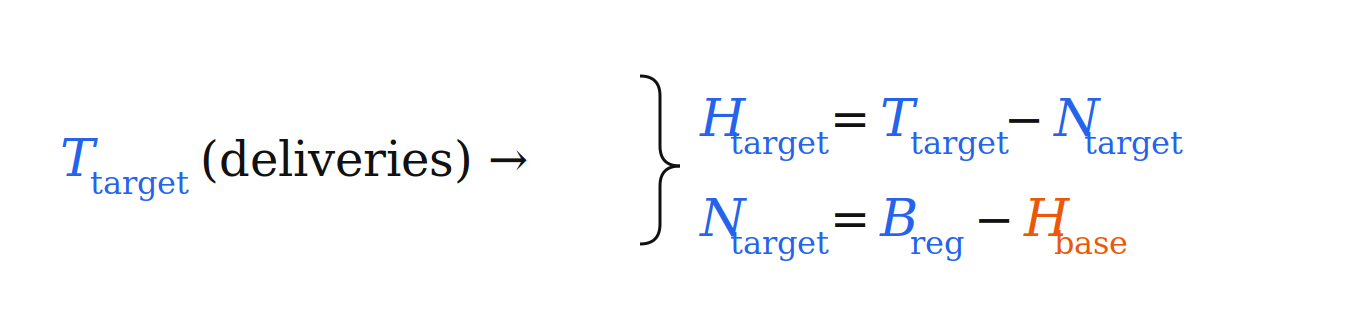 T_target (deliveries) →
H_target = T_target − N_target
N_target = B_reg − H_base